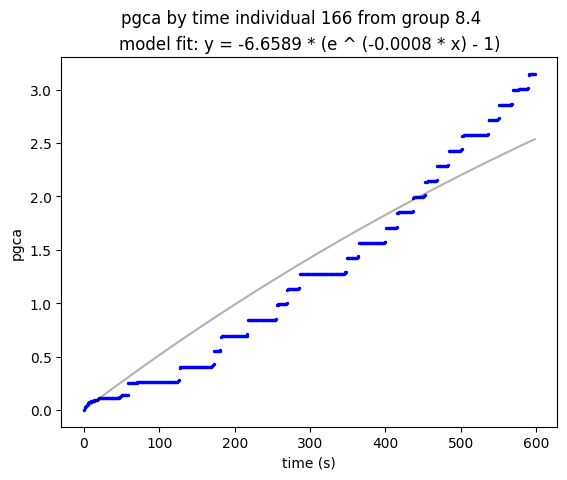 pgca by time individual 166 from group 8.4
model fit: y = -6.6589 * (e ^ (-0.0008 * x) - 1)
3.0
2.5
2.0
1.5
1.0
0.5
0.0
pgca
0 100 200 300 400 500 600
time (s)